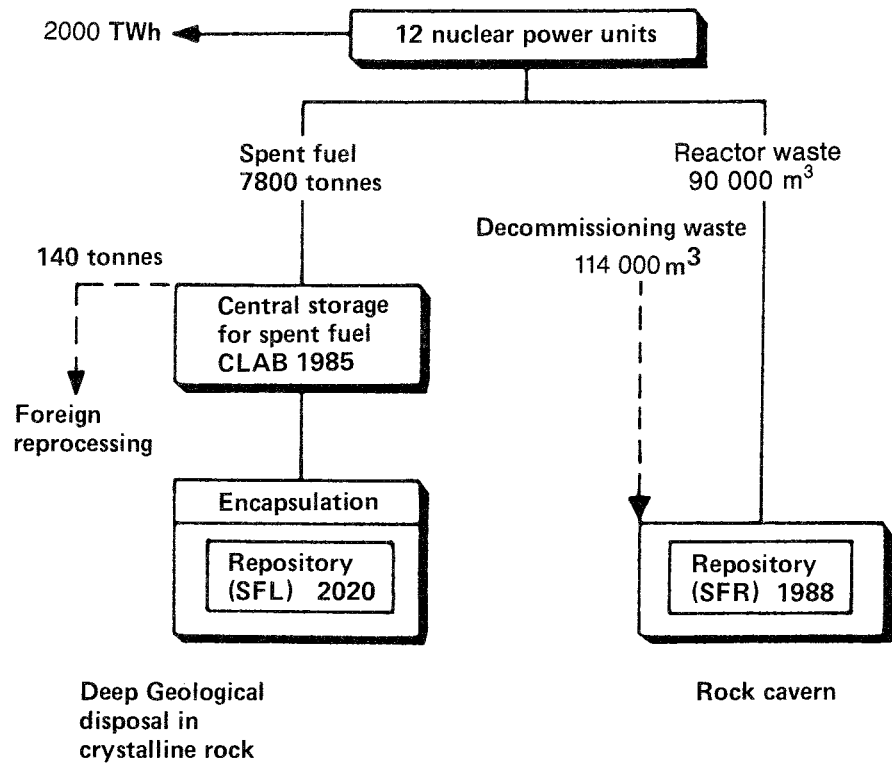 2000 TWh
12 nuclear power units
Spent fuel
7800 tonnes
Reactor waste
90 000 m³
Decommissioning waste
114 000 m³
140 tonnes
Central storage
for spent fuel
CLAB 1985
Foreign
reprocessing
Encapsulation
Repository
(SFL) 2020
Repository
(SFR) 1988
Deep Geological
disposal in
crystalline rock
Rock cavern